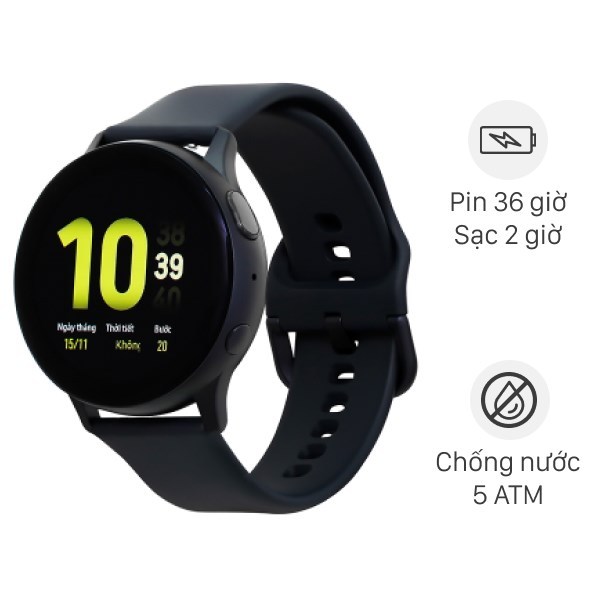 10
38
39
40
Ngày tháng Thời tiết Bước
15/11 Không 20
Pin 36 giờ
Sạc 2 giờ
Chống nước
5 ATM